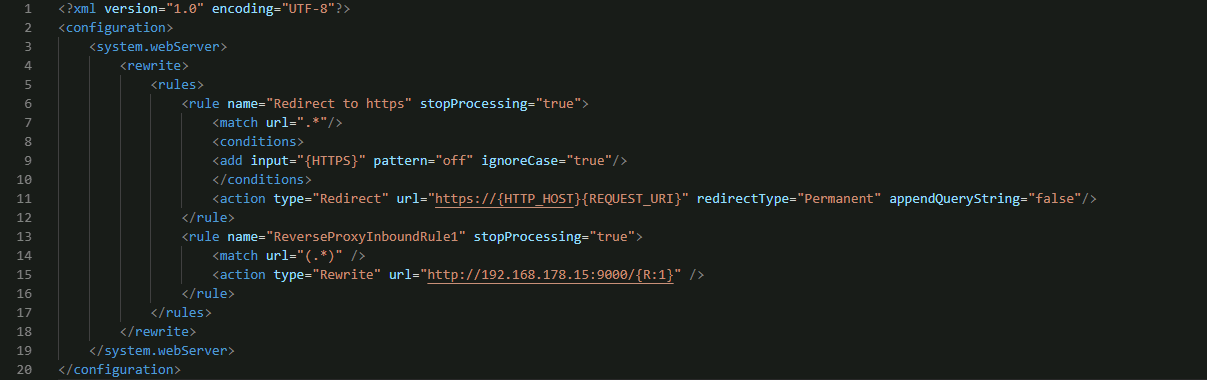 1 <?xml version="1.0" encoding="UTF-8"?>
2 <configuration>
3     <system.webServer>
4         <rewrite>
5             <rules>
6                 <rule name="Redirect to https" stopProcessing="true">
7                     <match url=".*"/>
8                     <conditions>
9                     <add input="{HTTPS}" pattern="off" ignoreCase="true"/>
10                     </conditions>
11                     <action type="Redirect" url="https://{HTTP_HOST}{REQUEST_URI}" redirectType="Permanent" appendQueryString="false"/>
12                 </rule>
13                 <rule name="ReverseProxyInboundRule1" stopProcessing="true">
14                     <match url="(.*)" />
15                     <action type="Rewrite" url="http://192.168.178.15:9000/{R:1}" />
16                 </rule>
17             </rules>
18         </rewrite>
19     </system.webServer>
20 </configuration>